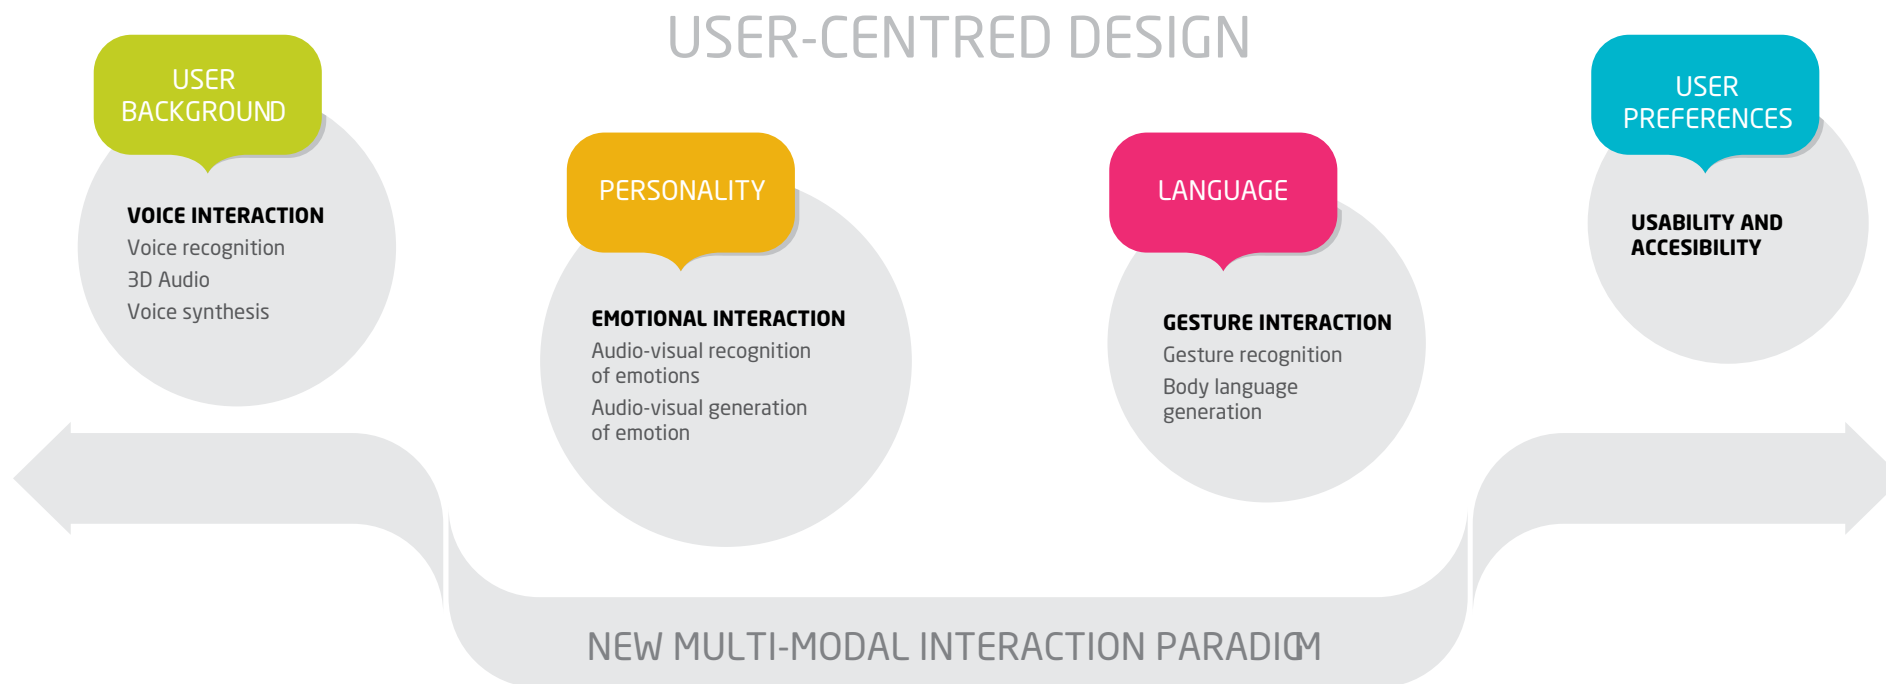 USER-CENTRED DESIGN
USER
BACKGROUND
VOICE INTERACTION
Voice recognition
3D Audio
Voice synthesis
PERSONALITY
EMOTIONAL INTERACTION
Audio-visual recognition
of emotions
Audio-visual generation
of emotion
LANGUAGE
GESTURE INTERACTION
Gesture recognition
Body language
generation
USER
PREFERENCES
USABILITY AND
ACCESIBILITY
NEW MULTI-MODAL INTERACTION PARADIGM